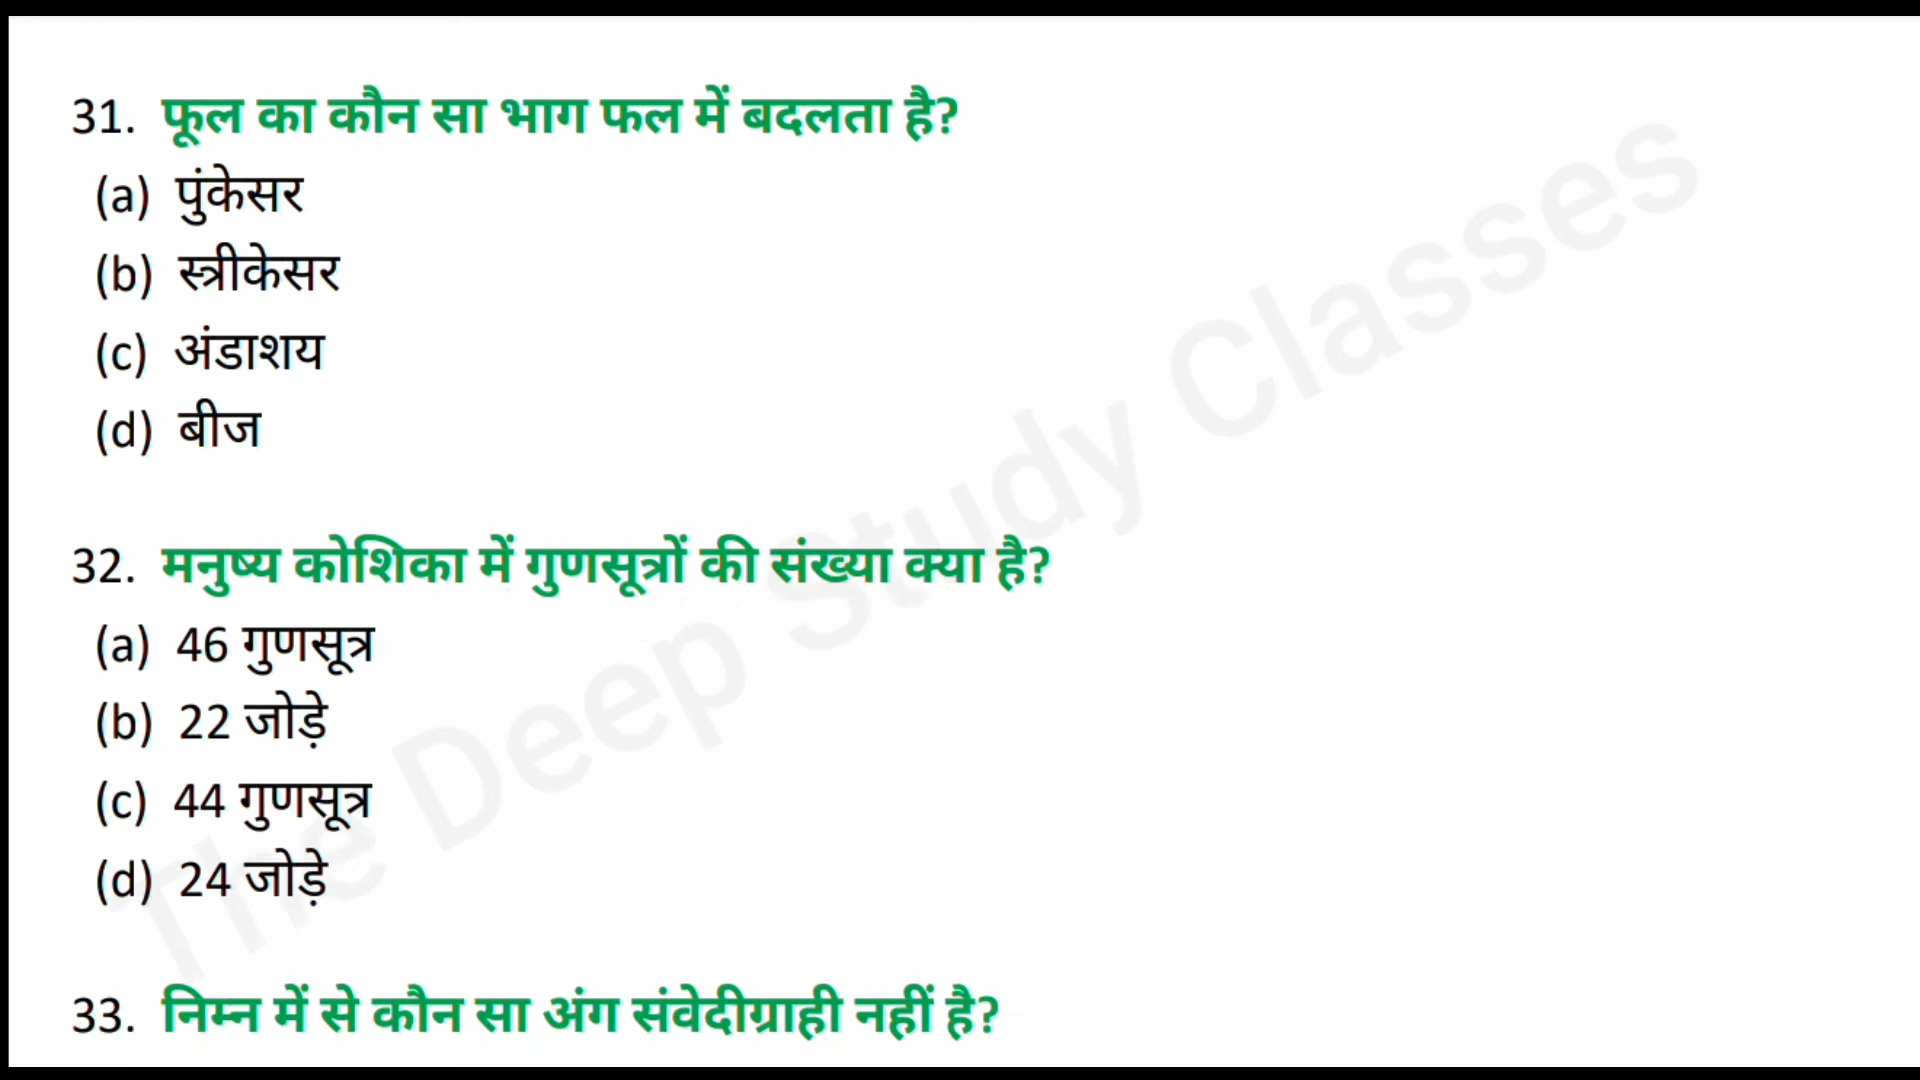 31. फूल का कौन सा भाग फल में बदलता है?
(a) पुंकेसर
(b) स्त्रीकेसर
(c) अंडाशय
(d) बीज
32. मनुष्य कोशिका में गुणसूत्रों की संख्या क्या है?
(a) 46 गुणसूत्र
(b) 22 जोड़े
(c) 44 गुणसूत्र
(d) 24 जोड़े
33. निम्न में से कौन सा अंग संवेदीग्राही नहीं है?
The Deep Study Classes